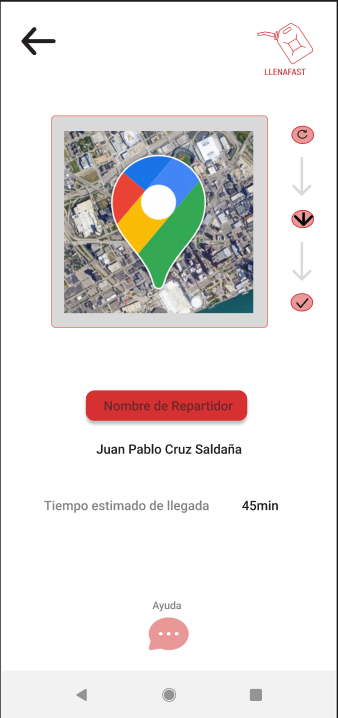 LLENAFAST
Nombre de Repartidor
Juan Pablo Cruz Saldaña
Tiempo estimado de llegada 45min
Ayuda